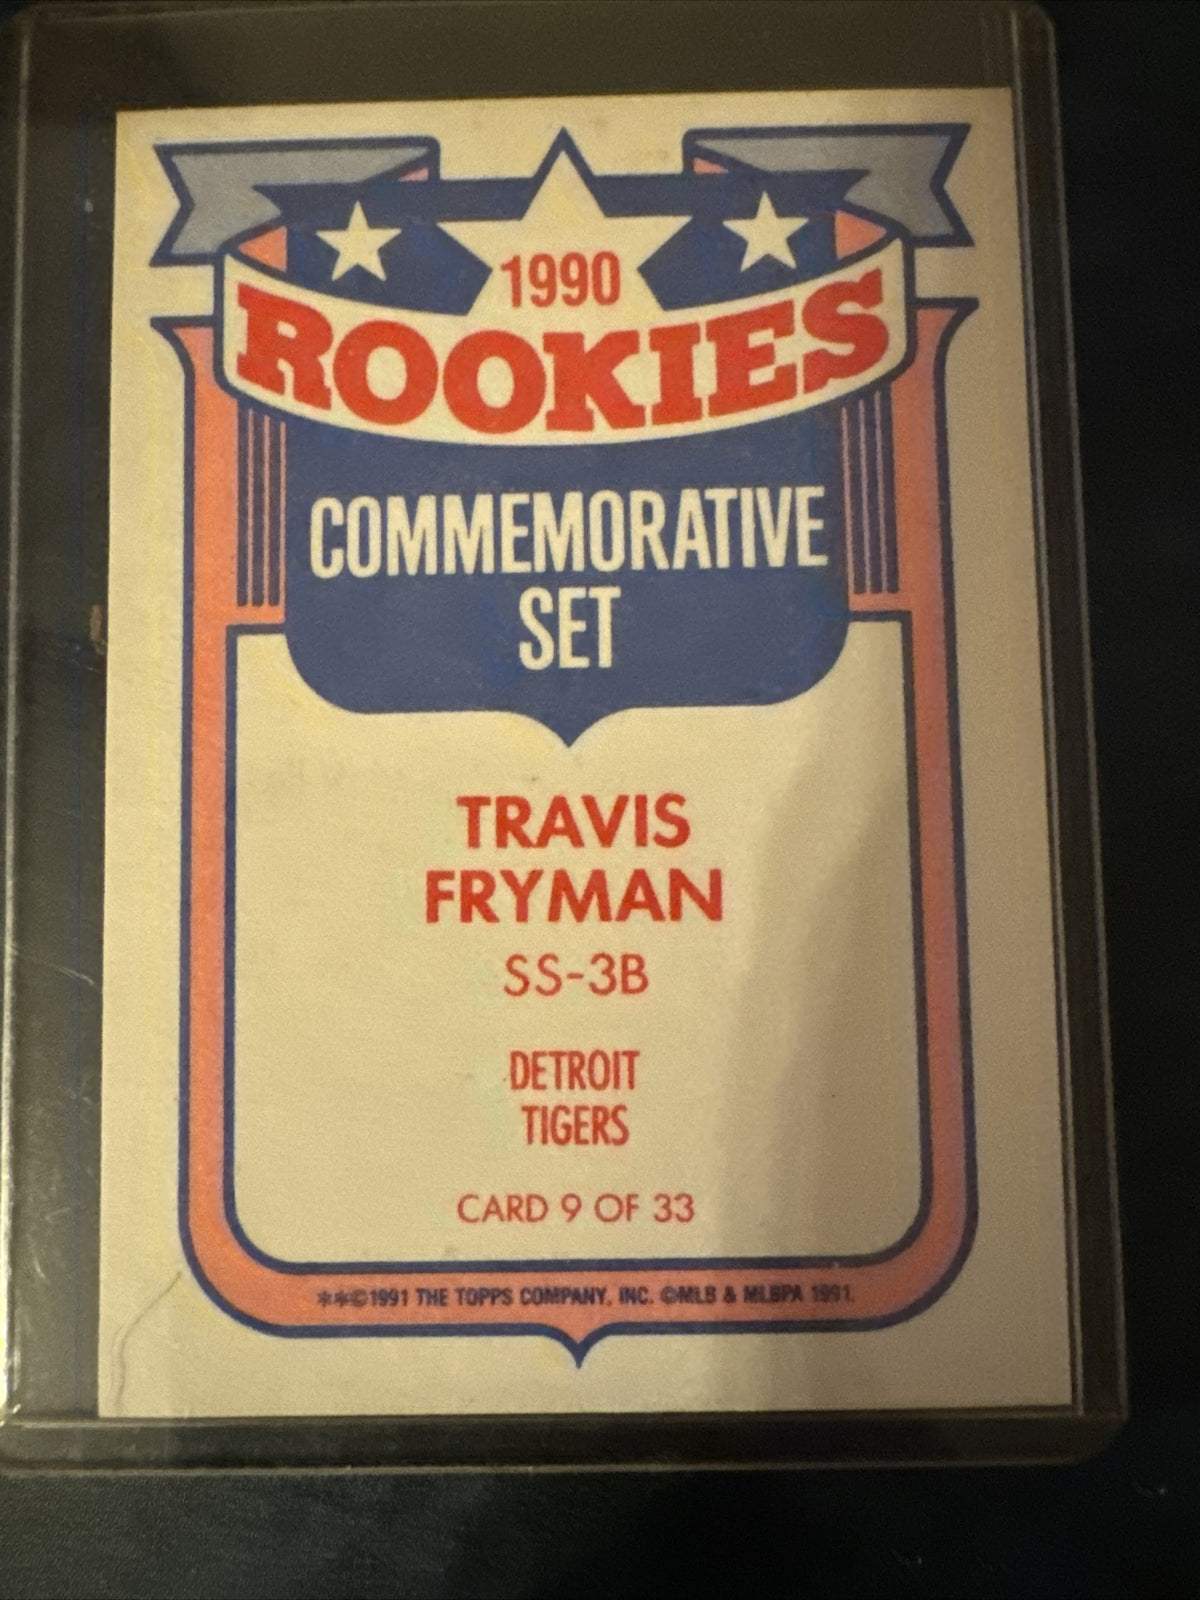 1990
ROOKIES
COMMEMORATIVE
SET
TRAVIS
FRYMAN
SS-3B
DETROIT
TIGERS
CARD 9 OF 33
**©1991 THE TOPPS COMPANY, INC. ©MLB & MLBPA 1991.